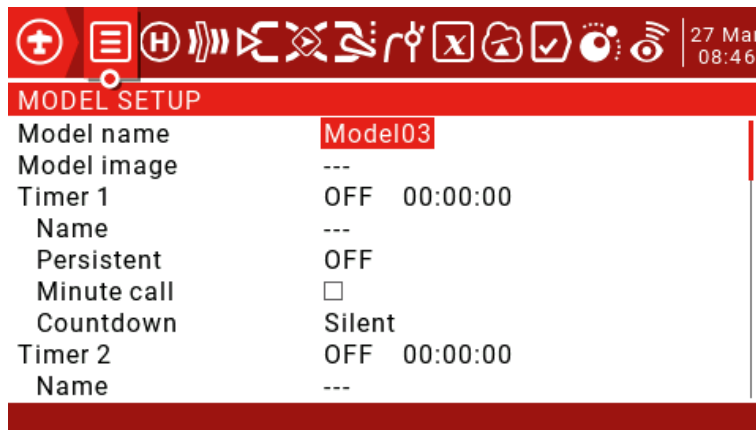 27 Mar
08:46
MODEL SETUP
Model name Model03
Model image ---
Timer 1 OFF 00:00:00
Name ---
Persistent OFF
Minute call
Countdown Silent
Timer 2 OFF 00:00:00
Name ---